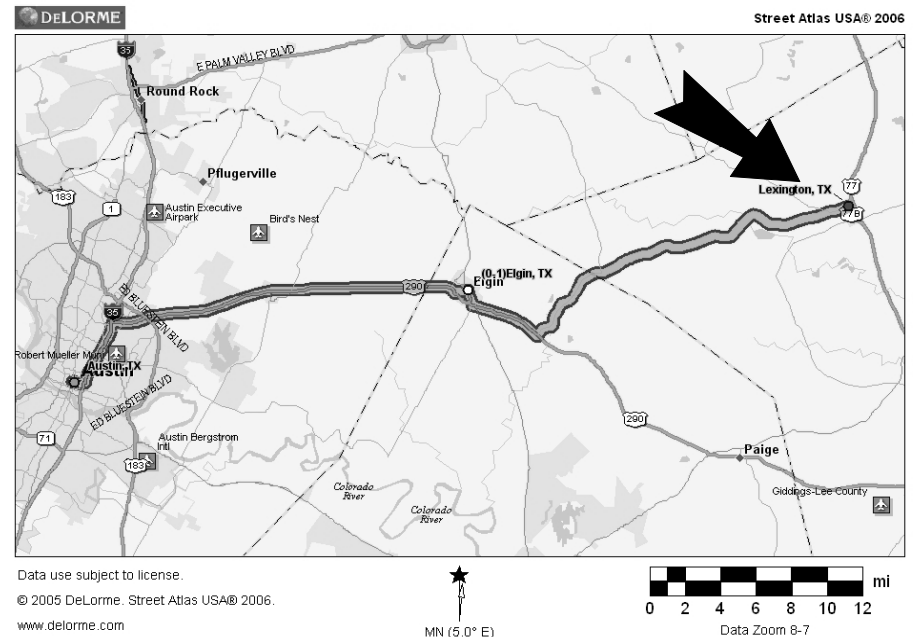 DELORME
Street Atlas USA® 2006
35
E PALM VALLEY BLVD
Round Rock
Pflugerville
183
1
Austin Executive
Airpark
Bird's Nest
Lexington, TX
77
77B
(0,1)Elgin, TX
Elgin
290
35
ED BLUESTEIN BLVD
Robert Mueller Muni
Austin, TX
Austin
ED BLUESTEIN BLVD
71
183
Austin Bergstrom
Intl
Colorado
River
Colorado
River
290
Paige
Giddings-Lee County
Data use subject to license.
© 2005 DeLorme. Street Atlas USA® 2006.
www.delorme.com
MN (5.0° E)
mi
0 2 4 6 8 10 12
Data Zoom 8-7